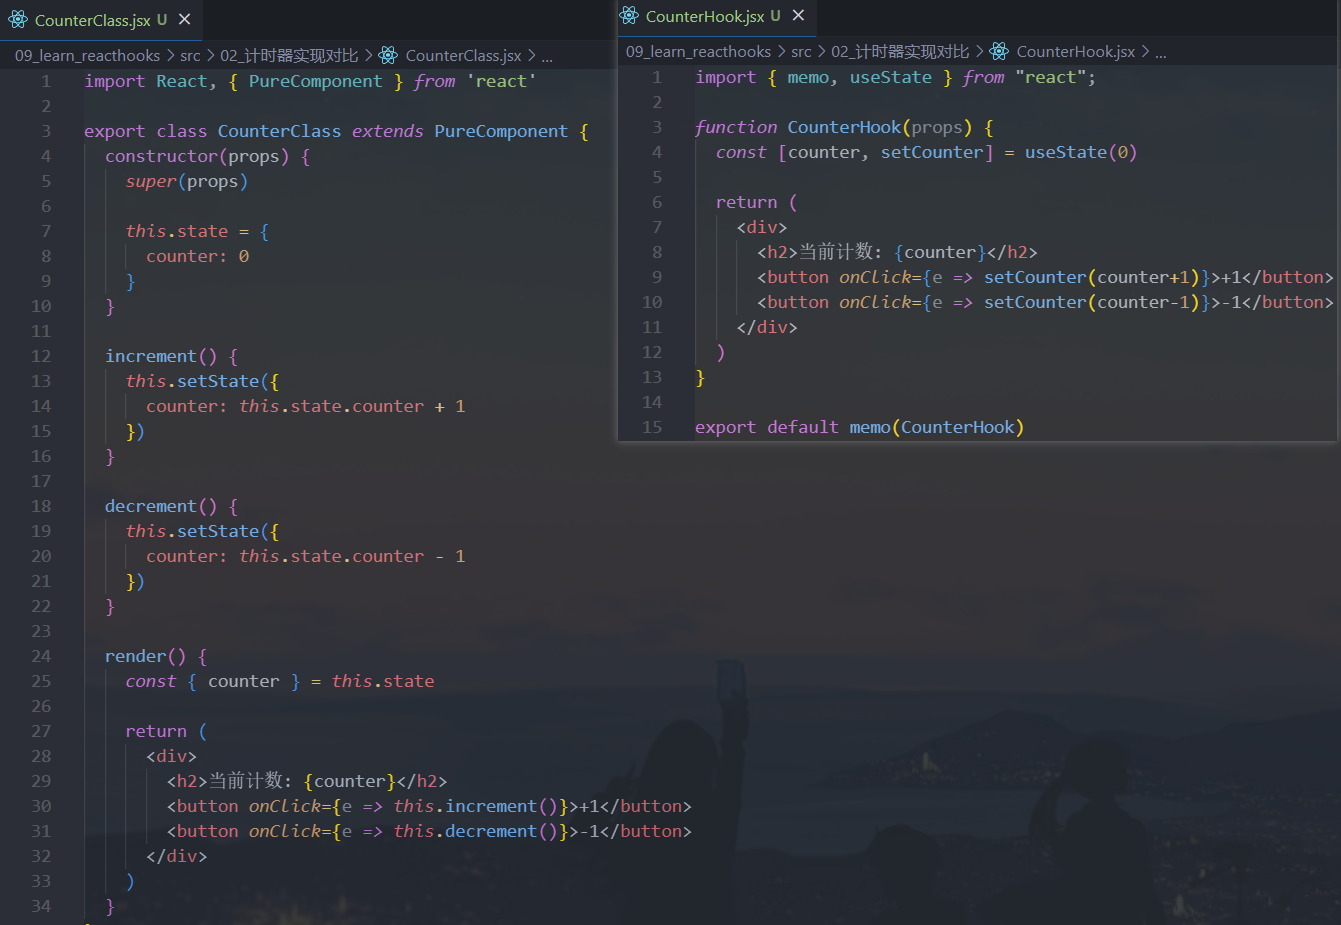 CounterClass.jsx U
09_learn_reacthooks > src > 02_计时器实现对比 > CounterClass.jsx > ...
1 import React, { PureComponent } from 'react'
2
3 export class CounterClass extends PureComponent {
4 constructor(props) {
5 super(props)
6
7 this.state = {
8 counter: 0
9 }
10 }
11
12 increment() {
13 this.setState({
14 counter: this.state.counter + 1
15 })
16 }
17
18 decrement() {
19 this.setState({
20 counter: this.state.counter - 1
21 })
22 }
23
24 render() {
25 const { counter } = this.state
26
27 return (
28 <div>
29 <h2>当前计数: {counter}</h2>
30 <button onClick={e => this.increment()}>+1</button>
31 <button onClick={e => this.decrement()}>-1</button>
32 </div>
33 )
34 }
CounterHook.jsx U
09_learn_reacthooks > src > 02_计时器实现对比 > CounterHook.jsx > ...
1 import { memo, useState } from "react";
2
3 function CounterHook(props) {
4 const [counter, setCounter] = useState(0)
5
6 return (
7 <div>
8 <h2>当前计数: {counter}</h2>
9 <button onClick={e => setCounter(counter+1)}>+1</button>
10 <button onClick={e => setCounter(counter-1)}>-1</button>
11 </div>
12 )
13 }
14
15 export default memo(CounterHook)